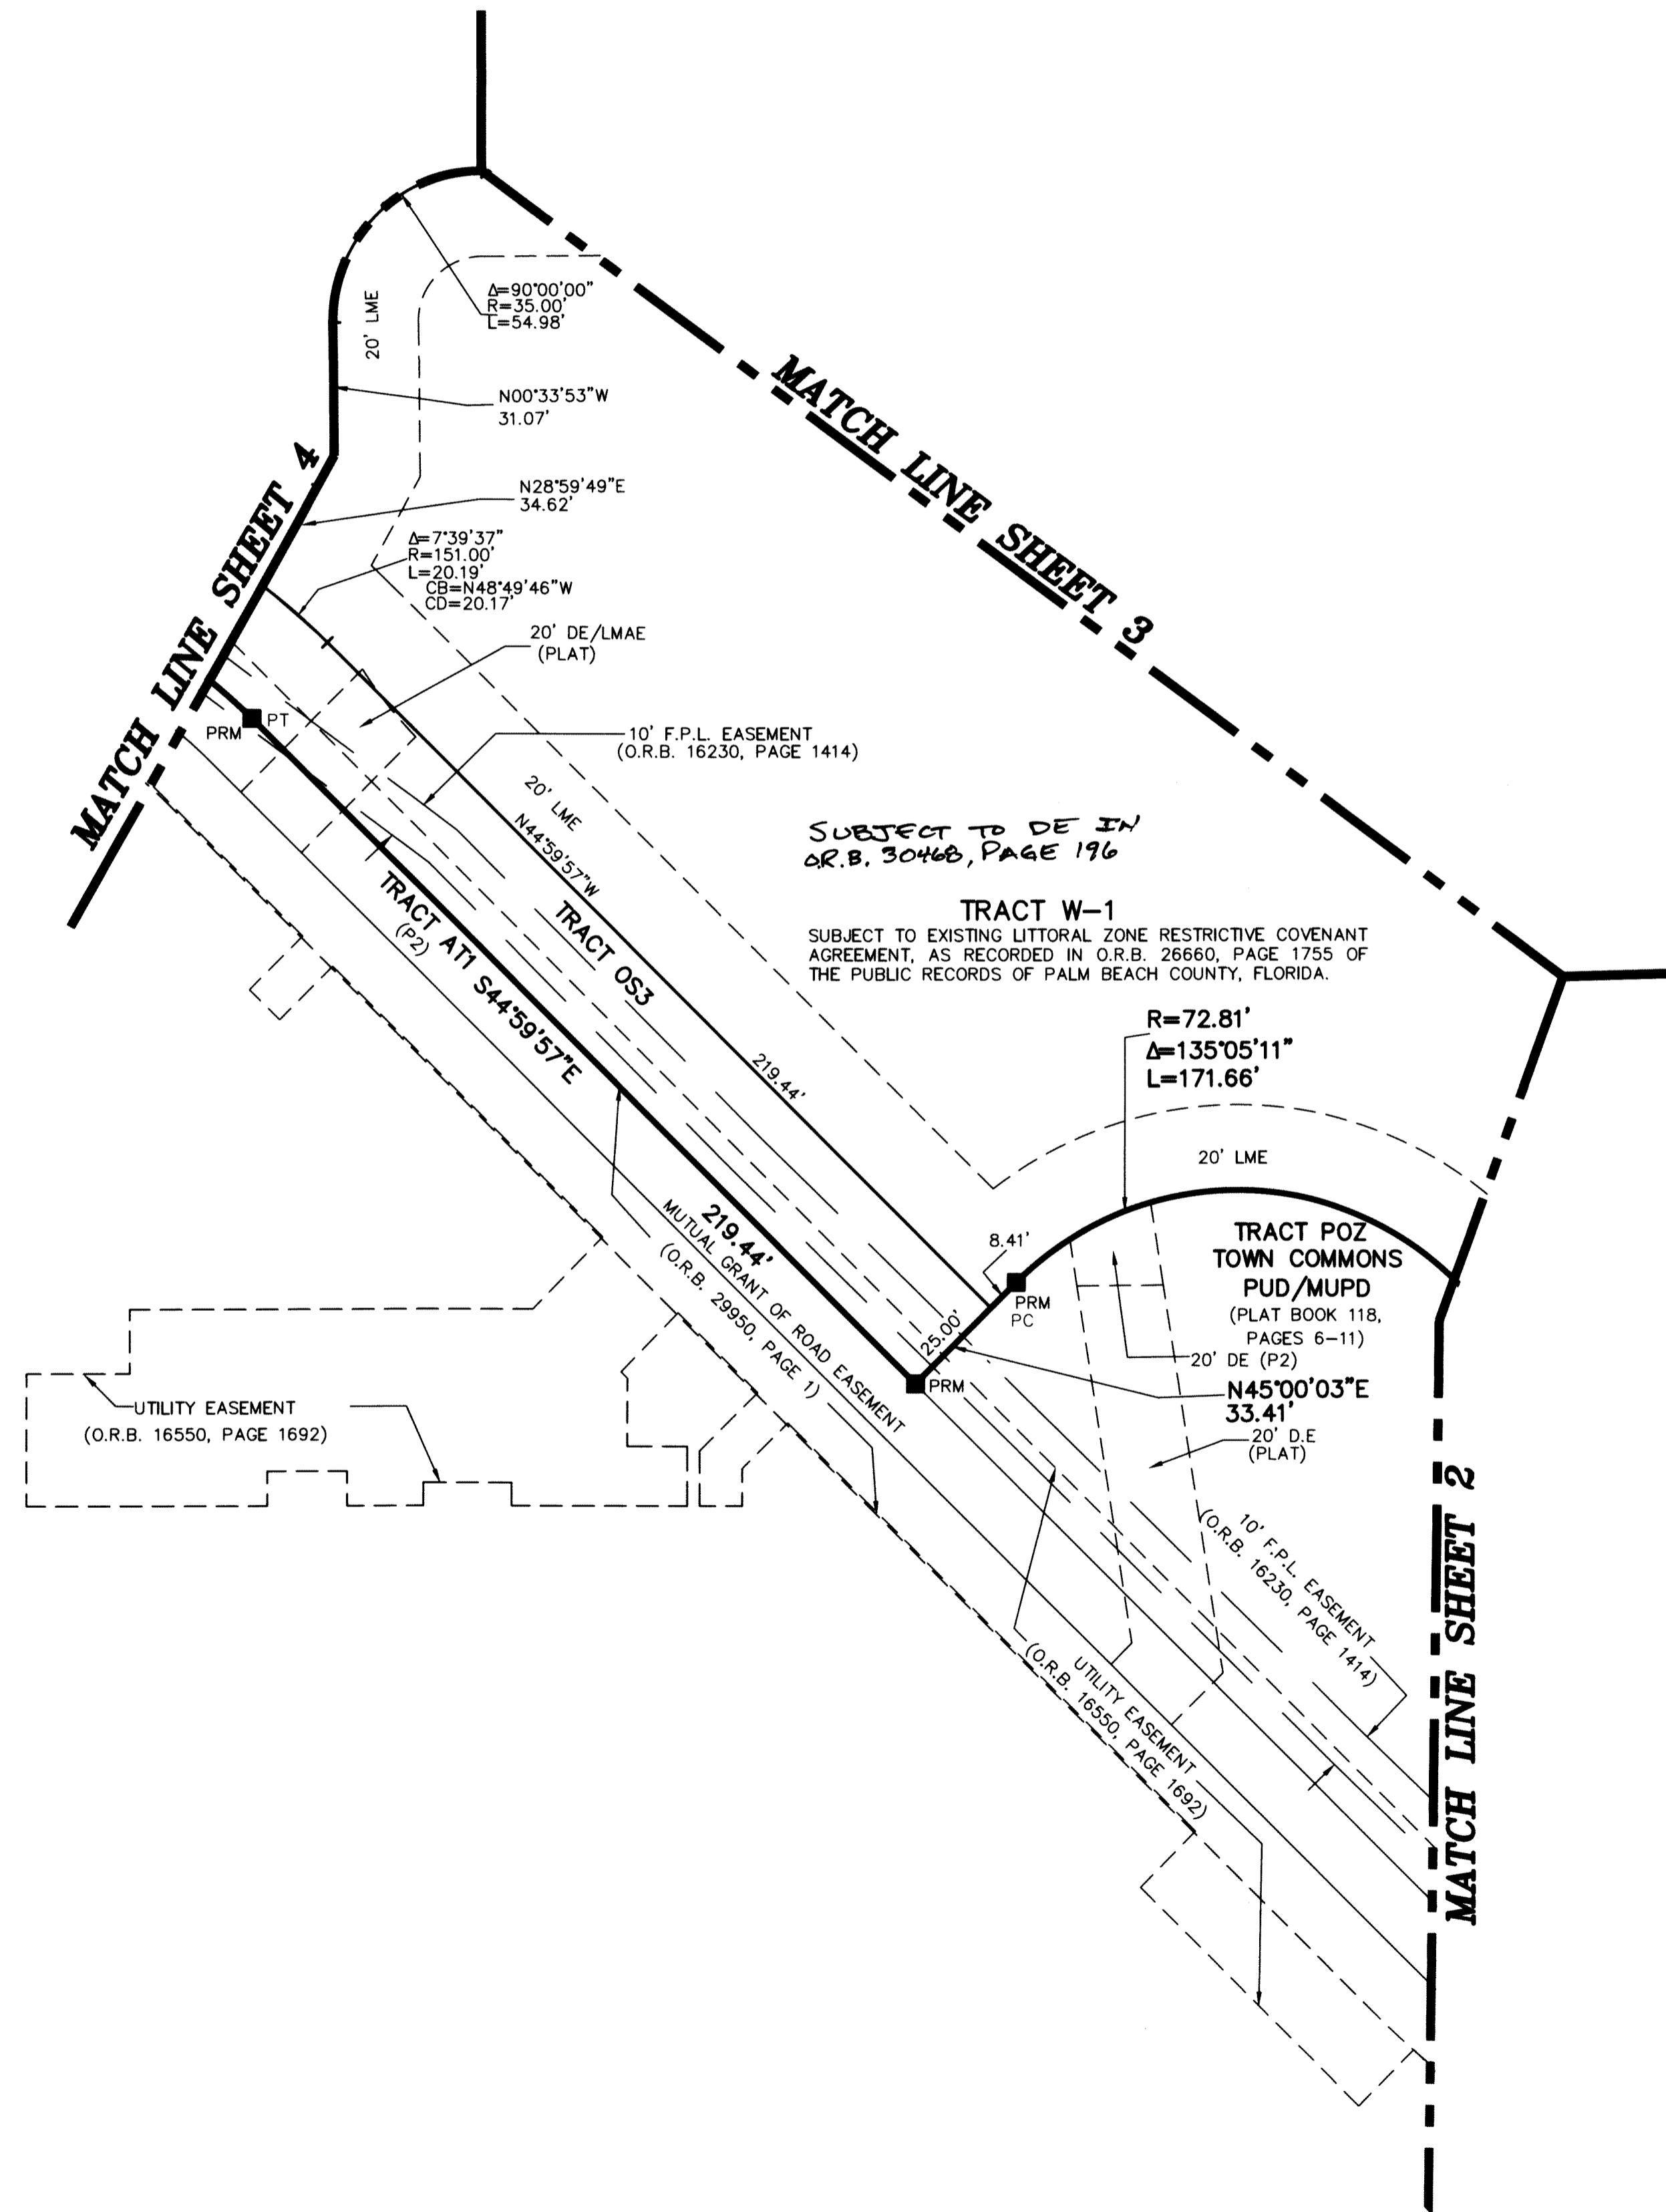 Δ=90°00'00"
R=35.00'
L=54.98'
20' LME
N00°33'53"W
31.07'
MATCH LINE SHEET 3
MATCH LINE SHEET 4
N28°59'49"E
34.62'
Δ=7°39'37"
R=151.00'
L=20.19'
CB=N48°49'46"W
CD=20.17'
20' DE/LMAE
(PLAT)
PT
PRM
10' F.P.L. EASEMENT
(O.R.B. 16230, PAGE 1414)
20' LME
N44°59'57"W
SUBJECT TO DE IN
O.R.B. 30468, PAGE 196
TRACT W-1
SUBJECT TO EXISTING LITTORAL ZONE RESTRICTIVE COVENANT
AGREEMENT, AS RECORDED IN O.R.B. 26660, PAGE 1755 OF
THE PUBLIC RECORDS OF PALM BEACH COUNTY, FLORIDA.
TRACT AT1 S44°59'57"E
(P2)
TRACT OS3
219.44'
R=72.81'
Δ=135°05'11"
L=171.66'
20' LME
219.44'
MUTUAL GRANT OF ROAD EASEMENT
(O.R.B. 29950, PAGE 1)
8.41'
PRM
PC
25.00'
PRM
TRACT POZ
TOWN COMMONS
PUD/MUPD
(PLAT BOOK 118,
PAGES 6-11)
20' DE (P2)
N45°00'03"E
33.41'
20' D.E
(PLAT)
UTILITY EASEMENT
(O.R.B. 16550, PAGE 1692)
10' F.P.L. EASEMENT
(O.R.B. 16230, PAGE 1414)
MATCH LINE SHEET 2
UTILITY EASEMENT
(O.R.B. 16550, PAGE 1692)